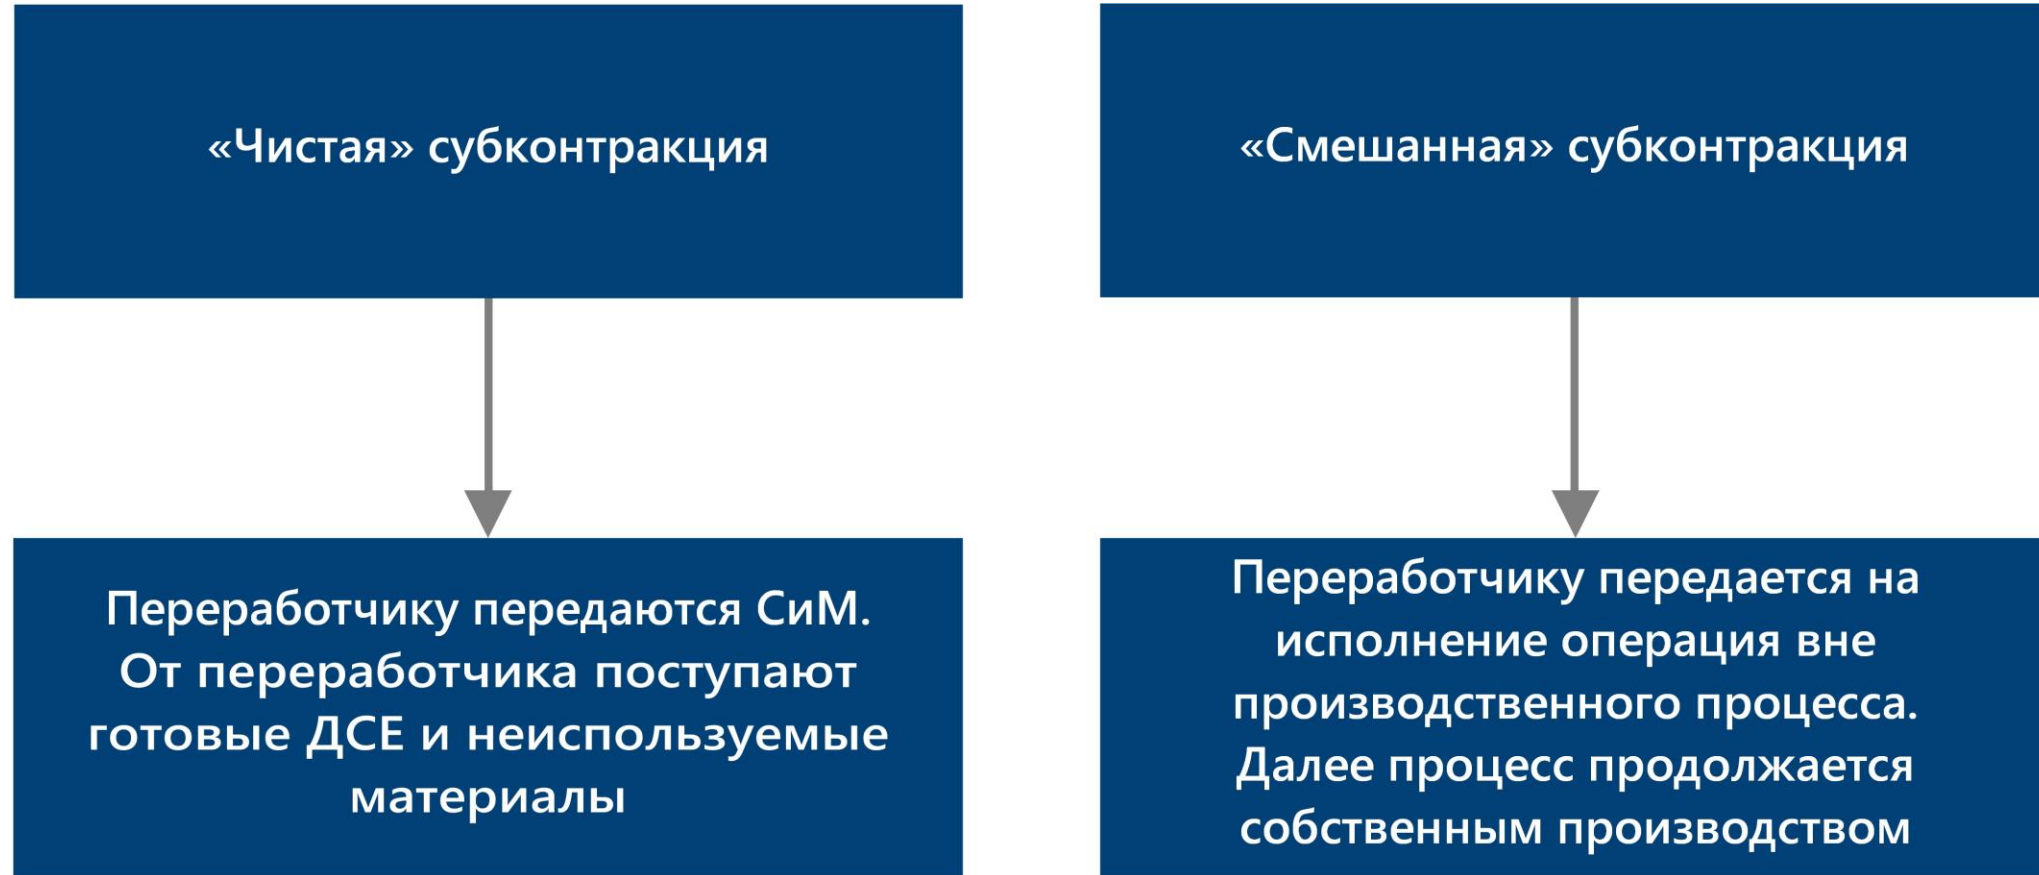 «Чистая» субконтракция
Переработчику передаются СиМ.
От переработчика поступают
готовые ДСЕ и неиспользуемые
материалы
«Смешанная» субконтракция
Переработчику передается на
исполнение операция вне
производственного процесса.
Далее процесс продолжается
собственным производством